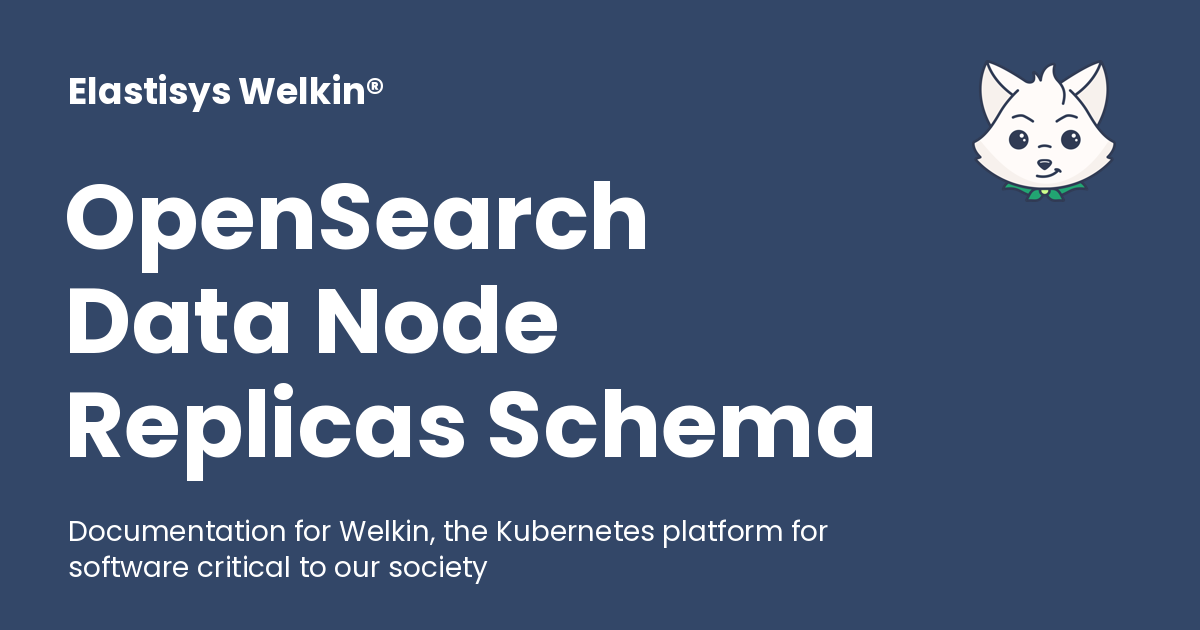 Elastisys Welkin®
OpenSearch
Data Node
Replicas Schema
Documentation for Welkin, the Kubernetes platform for
software critical to our society